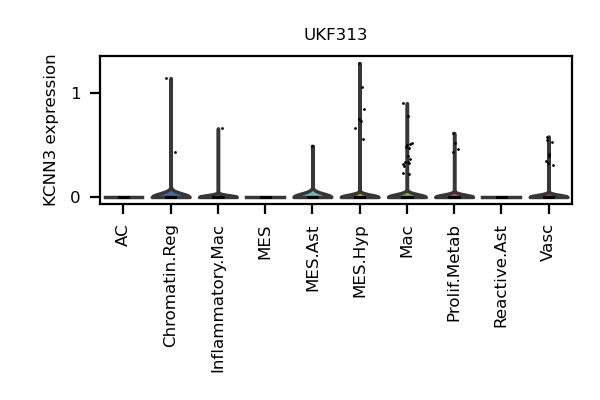 UKF313
KCNN3 expression
1
0
AC
Chromatin.Reg
Inflammatory.Mac
MES
MES.Ast
MES.Hyp
Mac
Prolif.Metab
Reactive.Ast
Vasc